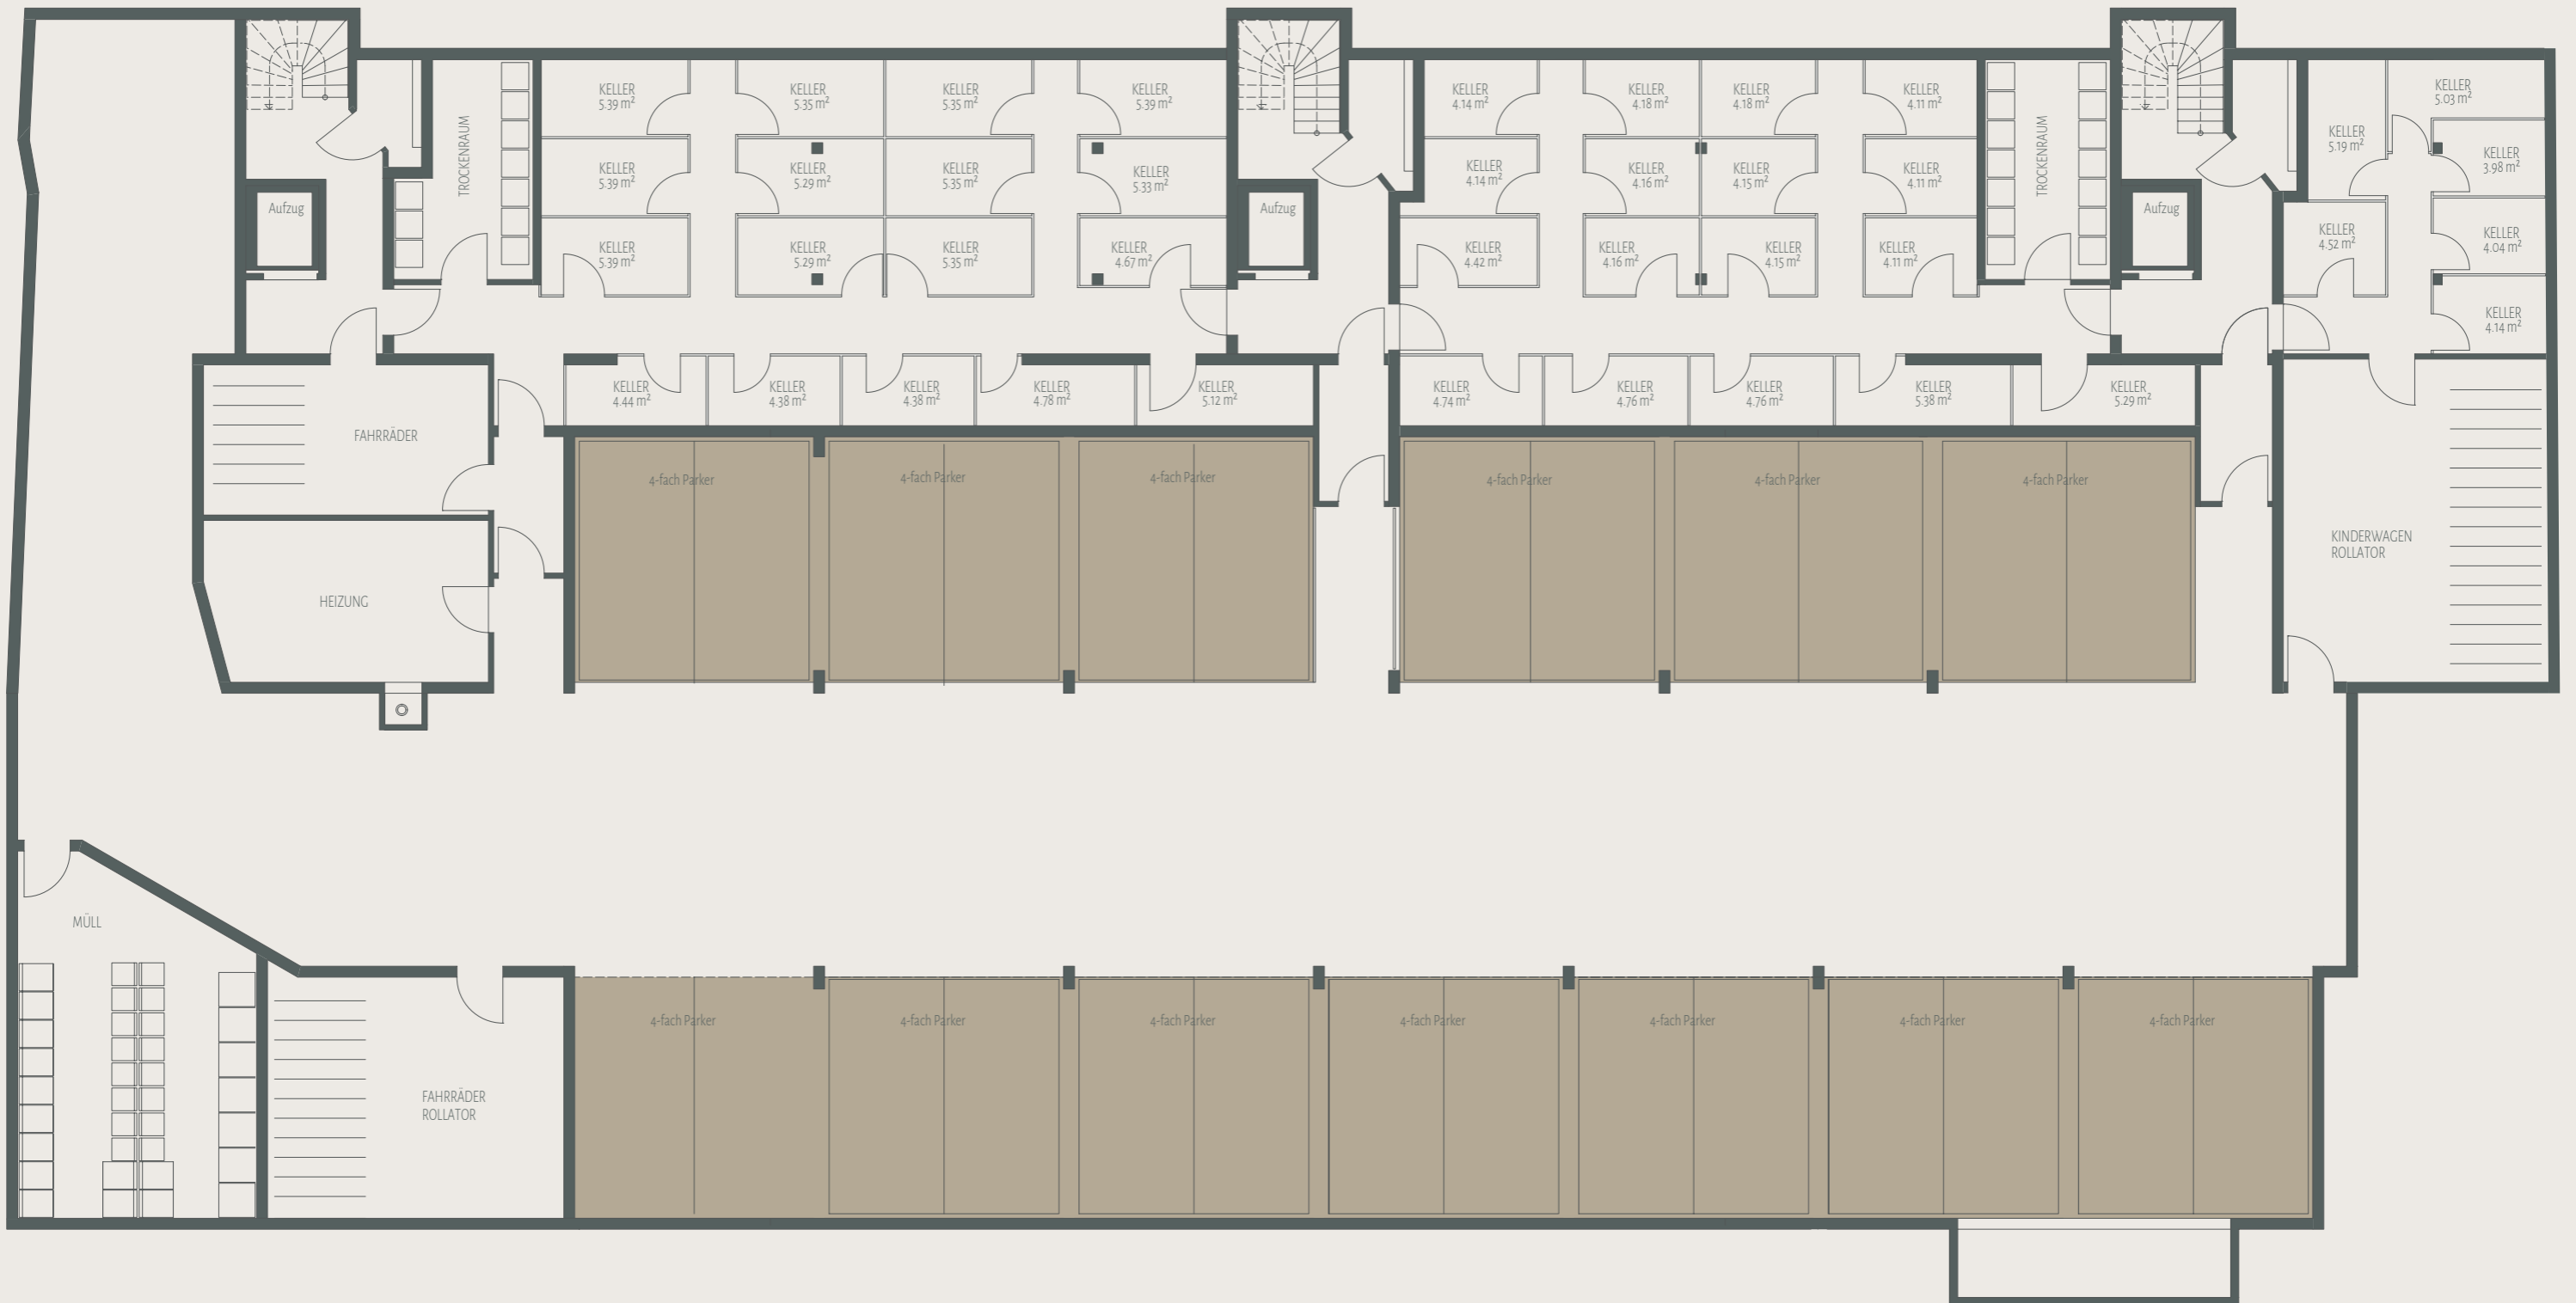 KELLER
5.39 m²
KELLER
5.35 m²
KELLER
5.35 m²
KELLER
5.39 m²
KELLER
4.14 m²
KELLER
4.18 m²
KELLER
4.18 m²
KELLER
4.11 m²
KELLER
5.03 m²
TROCKENRAUM
TROCKENRAUM
KELLER
5.19 m²
KELLER
5.39 m²
KELLER
5.29 m²
KELLER
5.35 m²
KELLER
5.33 m²
KELLER
4.14 m²
KELLER
4.16 m²
KELLER
4.15 m²
KELLER
4.11 m²
KELLER
3.98 m²
Aufzug
Aufzug
Aufzug
KELLER
5.39 m²
KELLER
5.29 m²
KELLER
5.35 m²
KELLER
4.67 m²
KELLER
4.42 m²
KELLER
4.16 m²
KELLER
4.15 m²
KELLER
4.11 m²
KELLER
4.52 m²
KELLER
4.04 m²
KELLER
4.14 m²
KELLER
4.44 m²
KELLER
4.38 m²
KELLER
4.38 m²
KELLER
4.78 m²
KELLER
5.12 m²
KELLER
4.74 m²
KELLER
4.76 m²
KELLER
4.76 m²
KELLER
5.38 m²
KELLER
5.29 m²
FAHRRÄDER
4-fach Parker
4-fach Parker
4-fach Parker
4-fach Parker
4-fach Parker
4-fach Parker
KINDERWAGEN
ROLLATOR
HEIZUNG
MÜLL
4-fach Parker
4-fach Parker
4-fach Parker
4-fach Parker
4-fach Parker
4-fach Parker
4-fach Parker
FAHRRÄDER
ROLLATOR